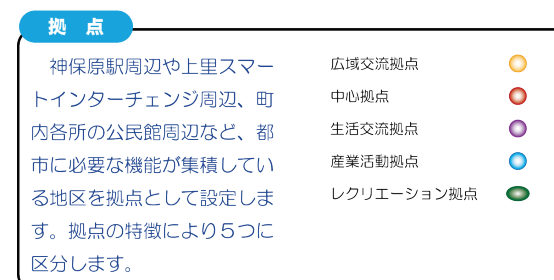 拠 点
　神保原駅周辺や上里スマー
トインターチェンジ周辺、町
内各所の公民館周辺など、都
市に必要な機能が集積してい
る地区を拠点として設定しま
す。拠点の特徴により５つに
区分します。
広域交流拠点
中心拠点
生活交流拠点
産業活動拠点
レクリエーション拠点